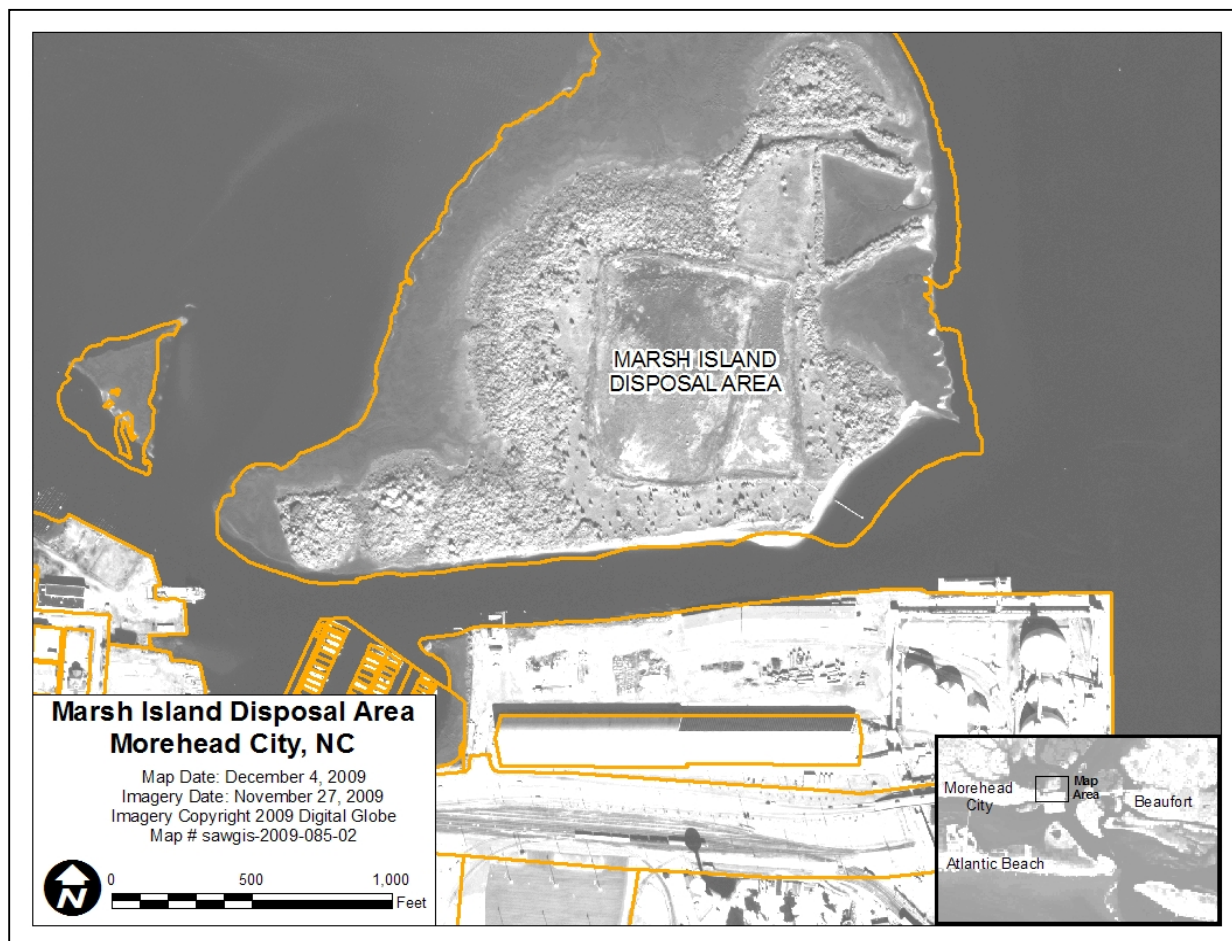 MARSH ISLAND
DISPOSAL AREA
Marsh Island Disposal Area
Morehead City, NC
Map Date: December 4, 2009
Imagery Date: November 27, 2009
Imagery Copyright 2009 Digital Globe
Map # sawgis-2009-085-02
N
0 500 1,000
Feet
Morehead
City
Map
Area
Beaufort
Atlantic Beach